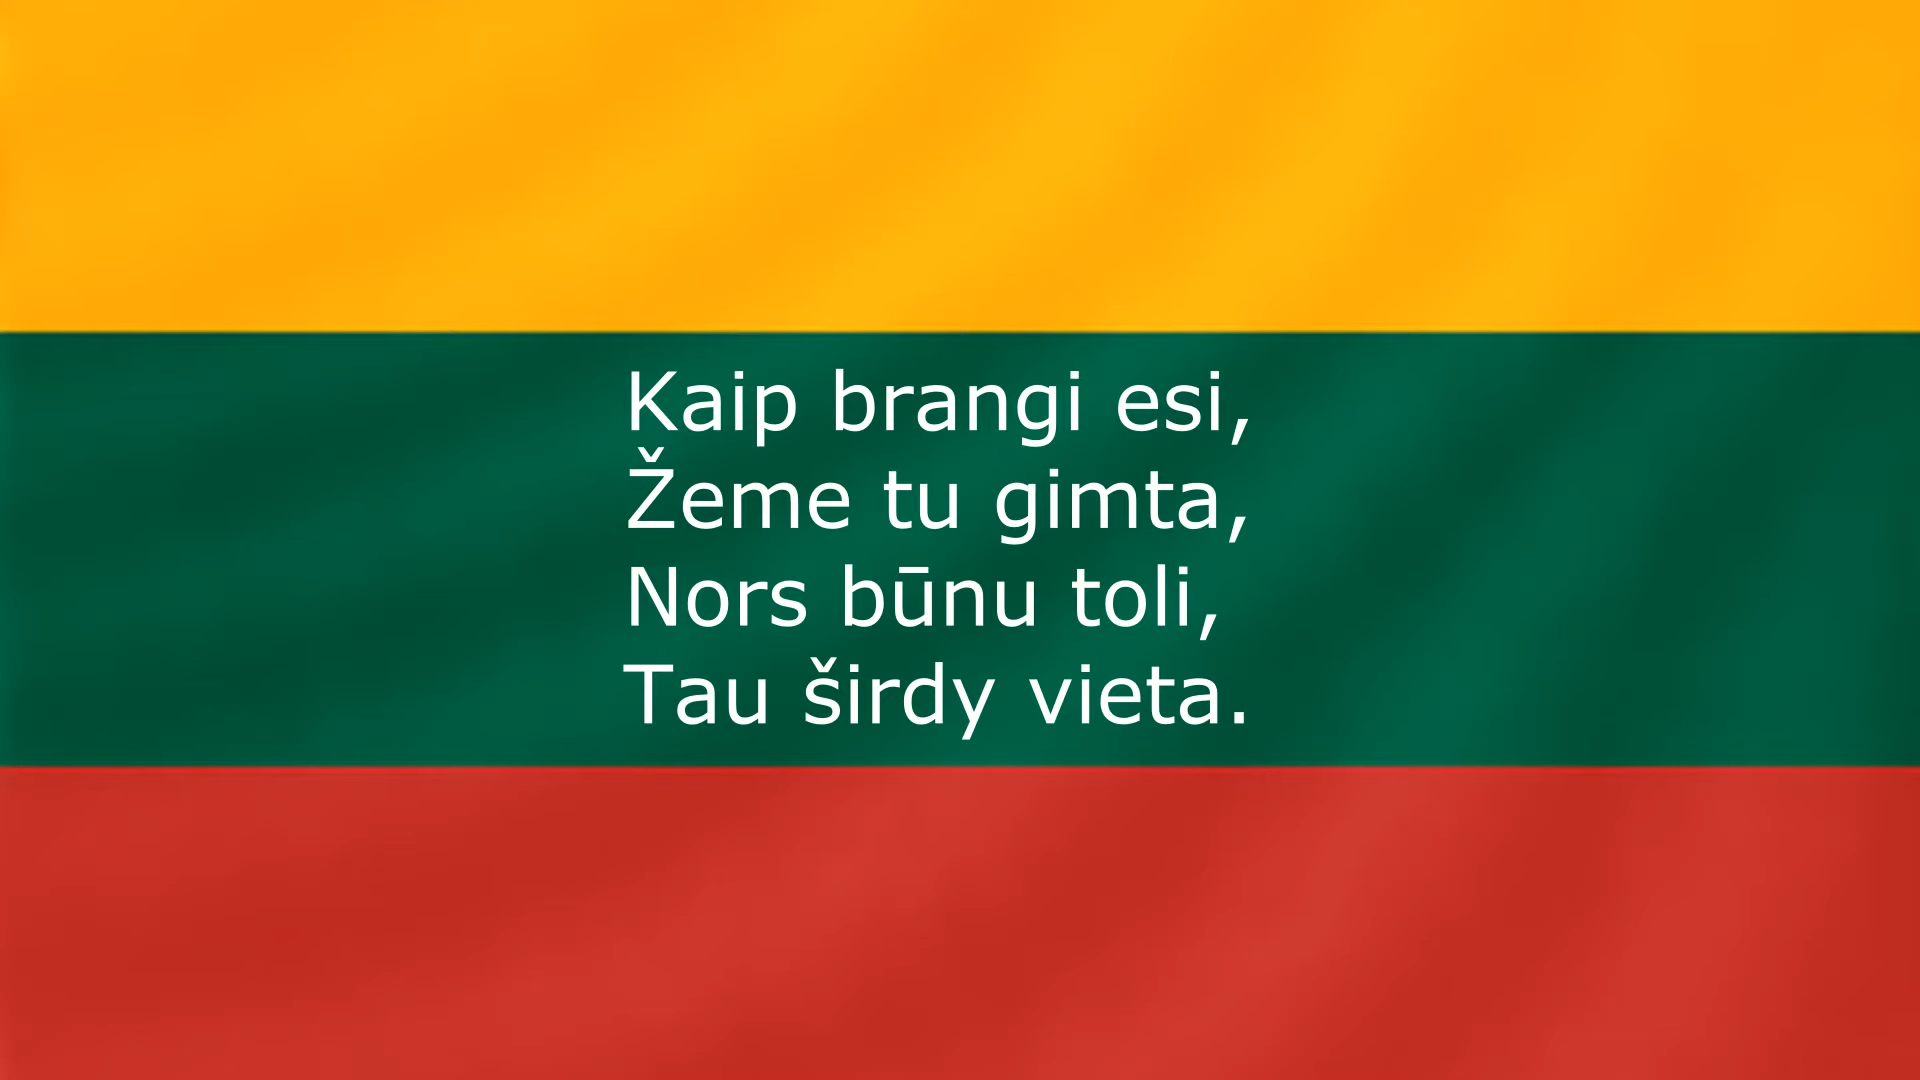 Kaip brangi esi,
Žeme tu gimta,
Nors būnu toli,
Tau širdy vieta.